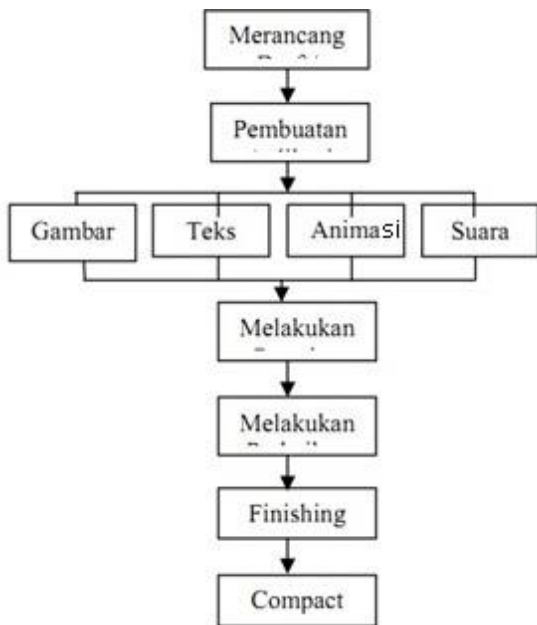 Merancang
Pembuatan
Gambar
Teks
Animasi
Suara
Melakukan
Melakukan
Finishing
Compact